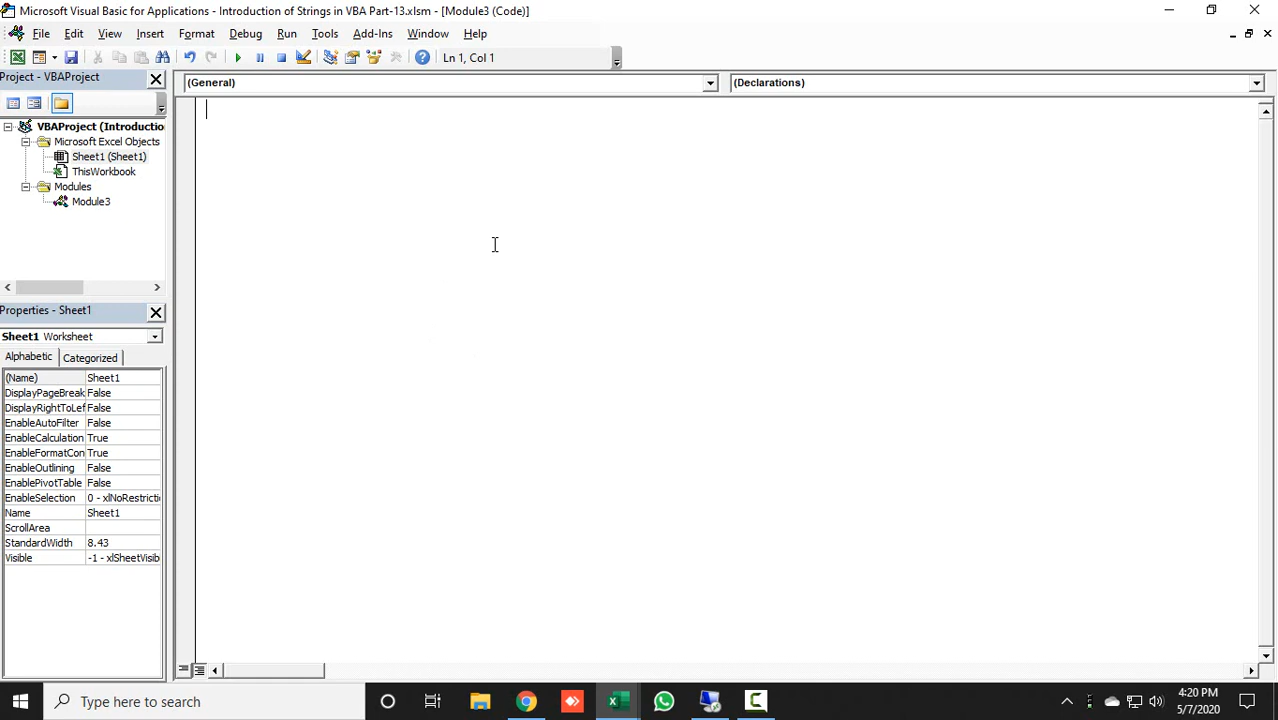 Microsoft Visual Basic for Applications - Introduction of Strings in VBA Part-13.xlsm - [Module3 (Code)]
File Edit View Insert Format Debug Run Tools Add-Ins Window Help
Ln 1, Col 1
Project - VBAProject
(General) (Declarations)
VBAProject (Introductio
Microsoft Excel Objects
Sheet1 (Sheet1)
ThisWorkbook
Modules
Module3
Properties - Sheet1
Sheet1 Worksheet
Alphabetic Categorized
(Name) Sheet1
DisplayPageBreak False
DisplayRightToLef False
EnableAutoFilter False
EnableCalculation True
EnableFormatCon True
EnableOutlining False
EnablePivotTable False
EnableSelection 0 - xlNoRestricti
Name Sheet1
ScrollArea
StandardWidth 8.43
Visible -1 - xlSheetVisib
Type here to search
4:20 PM
5/7/2020